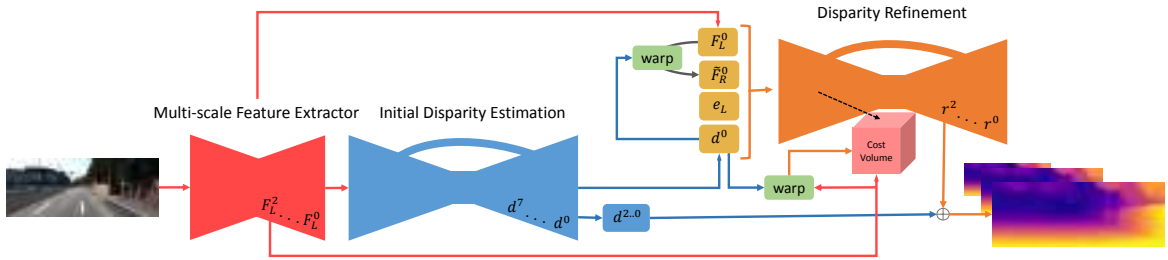 Disparity Refinement
Multi-scale Feature Extractor
Initial Disparity Estimation
F_L^2 . . . F_L^0
d^7 . . . d^0
d^{2..0}
warp
F_L^0
F̃_R^0
e_L
d^0
warp
Cost
Volume
r^2 . . . r^0